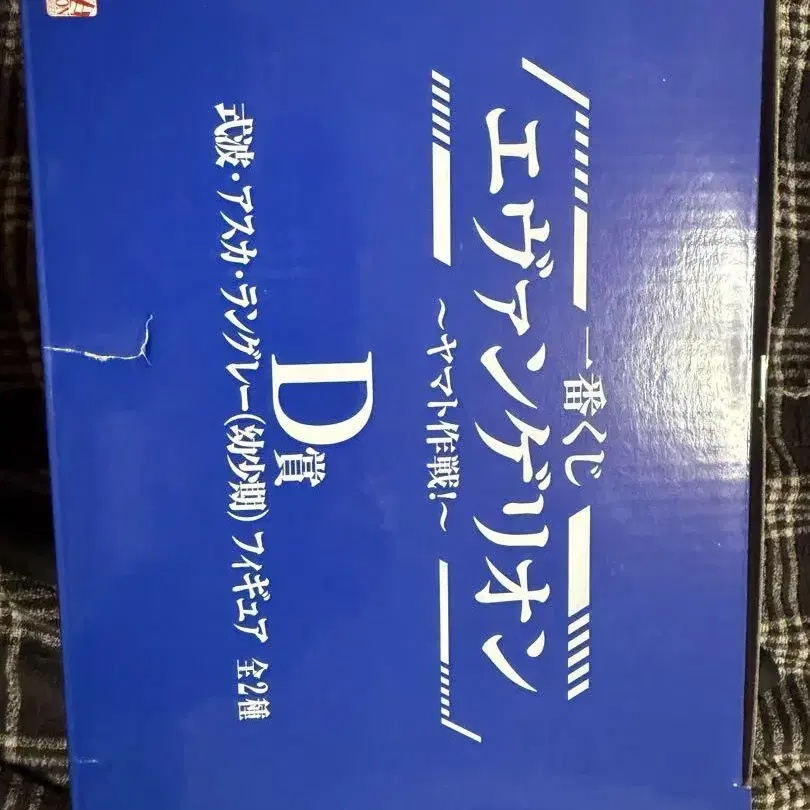 一番くじ
エヴァンゲリオン
～ヤマト作戦！～
D賞
式波・アスカ・ラングレー（幼少期）フィギュア 全2種